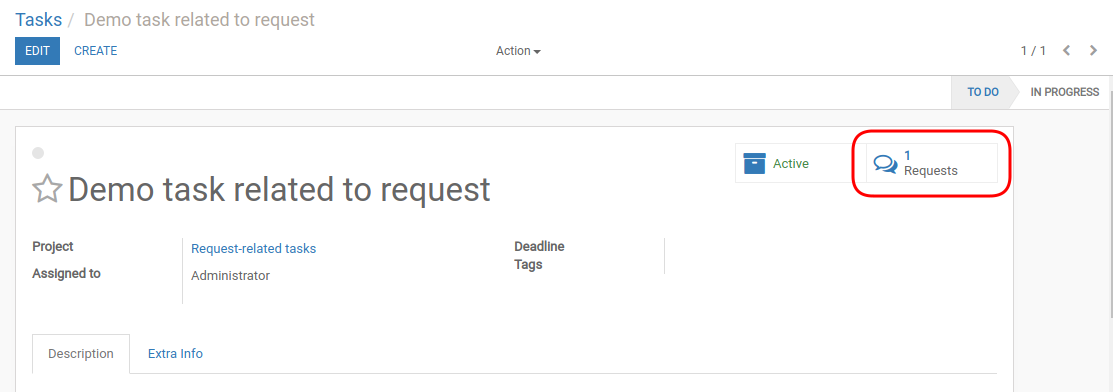 Tasks / Demo task related to request
EDIT CREATE Action 1 / 1
TO DO IN PROGRESS
Active
1
Requests
Demo task related to request
Project Request-related tasks
Assigned to Administrator
Deadline
Tags
Description Extra Info